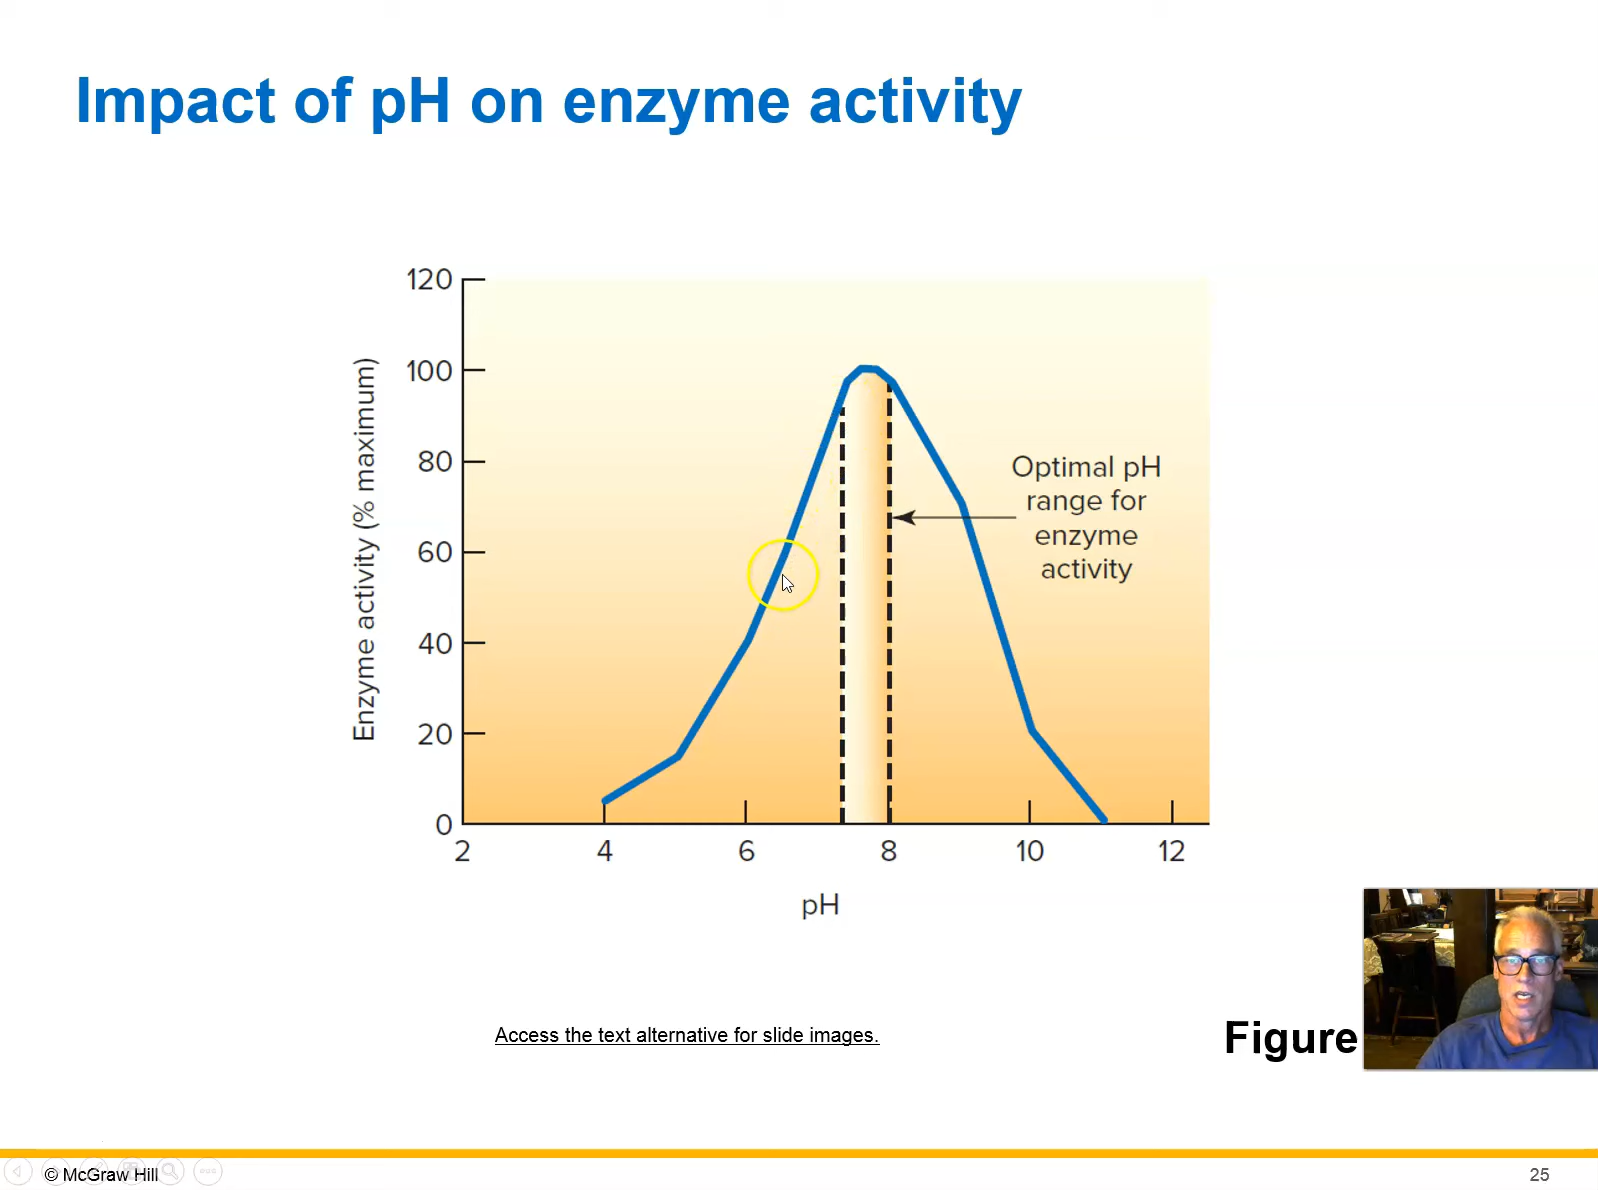 Impact of pH on enzyme activity
120
100
80
60
40
20
0
Enzyme activity (% maximum)
2
4
6
8
10
12
pH
Optimal pH
range for
enzyme
activity
Access the text alternative for slide images.
Figure
© McGraw Hill
25